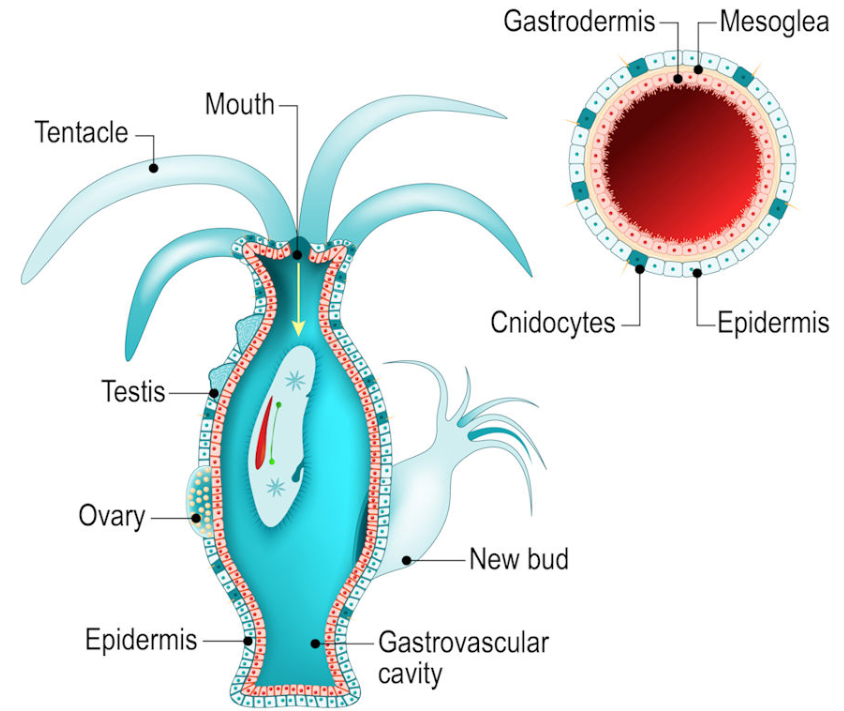 Gastrodermis
Mesoglea
Mouth
Tentacle
Cnidocytes
Epidermis
Testis
Ovary
New bud
Epidermis
Gastrovascular
cavity